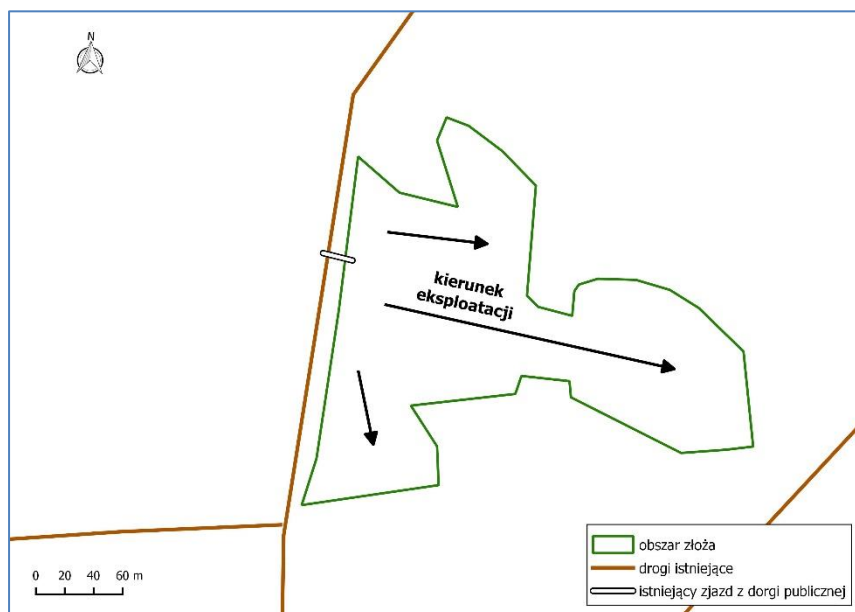 N
kierunek
eksploatacji
obszar złoża
drogi istniejące
istniejący zjazd z dorgi publicznej
0 20 40 60 m